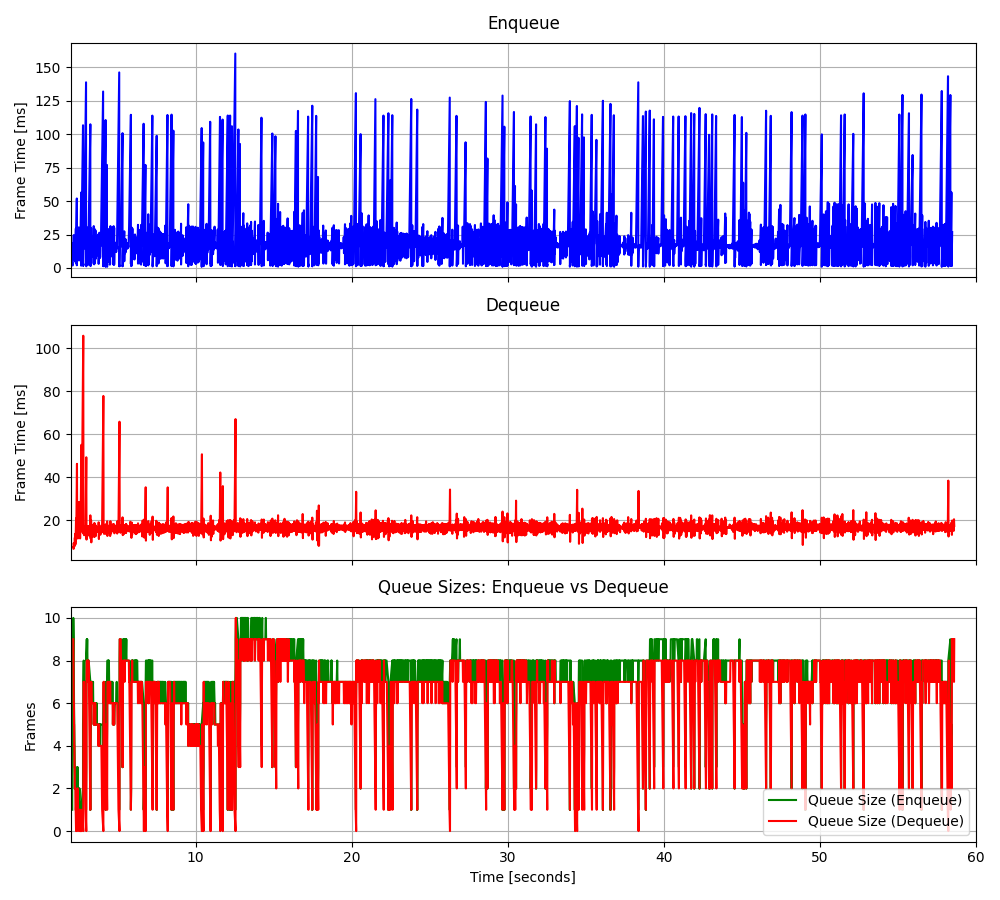 Enqueue
Frame Time [ms]
150
125
100
75
50
25
0
Dequeue
Frame Time [ms]
100
80
60
40
20
Queue Sizes: Enqueue vs Dequeue
Frames
10
8
6
4
2
0
Queue Size (Enqueue)
Queue Size (Dequeue)
10 20 30 40 50 60
Time [seconds]